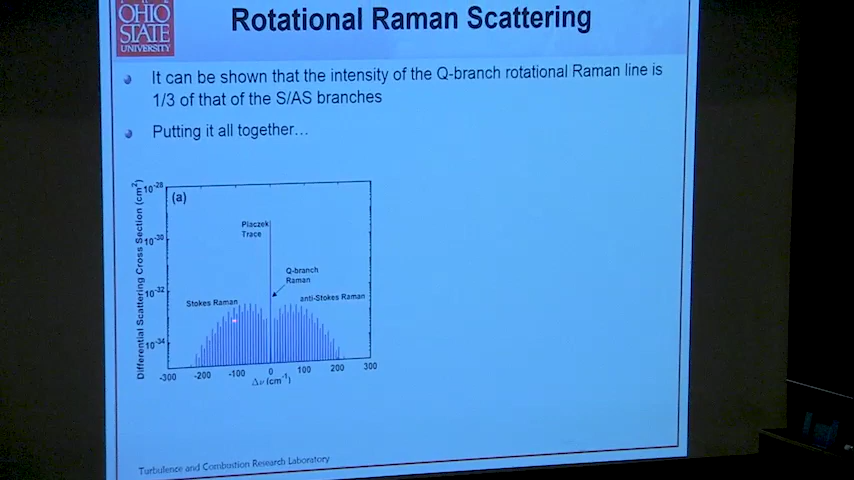 T · H · E
OHIO
STATE
UNIVERSITY
Rotational Raman Scattering
It can be shown that the intensity of the Q-branch rotational Raman line is
1/3 of that of the S/AS branches
Putting it all together…
Differential Scattering Cross Section (cm²)
10⁻²⁸
10⁻³⁰
10⁻³²
10⁻³⁴
(a)
Placzek
Trace
Q-branch
Raman
Stokes Raman
anti-Stokes Raman
-300 -200 -100 0 100 200 300
Δν (cm⁻¹)
Turbulence and Combustion Research Laboratory